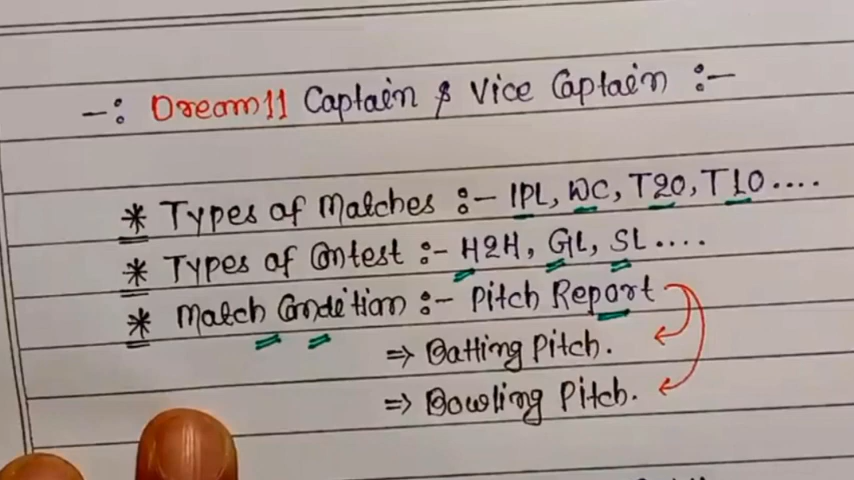 -: Dream11 Captain & Vice Captain :-
* Types of Matches :- IPL, WC, T20, T10....
* Types of Contest :- H2H, GL, SL....
* Match Condition :- Pitch Report
⇒ Batting Pitch.
⇒ Bowling Pitch.